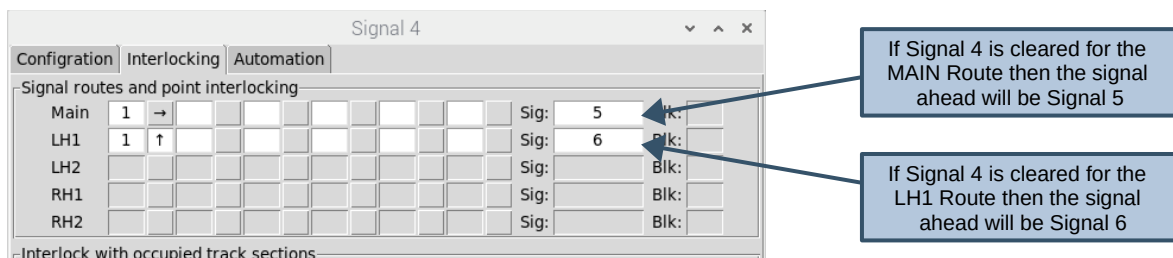 Signal 4
Configration Interlocking Automation
Signal routes and point interlocking
Main 1 → Sig: 5 Blk:
LH1 1 ↑ Sig: 6 Blk:
LH2 Sig: Blk:
RH1 Sig: Blk:
RH2 Sig: Blk:
Interlock with occupied track sections
If Signal 4 is cleared for the
MAIN Route then the signal
ahead will be Signal 5
If Signal 4 is cleared for the
LH1 Route then the signal
ahead will be Signal 6